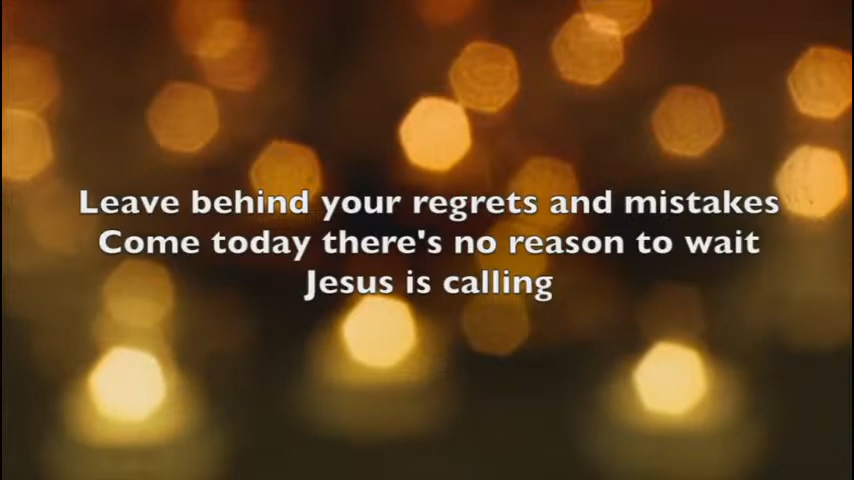 Leave behind your regrets and mistakes
Come today there's no reason to wait
Jesus is calling